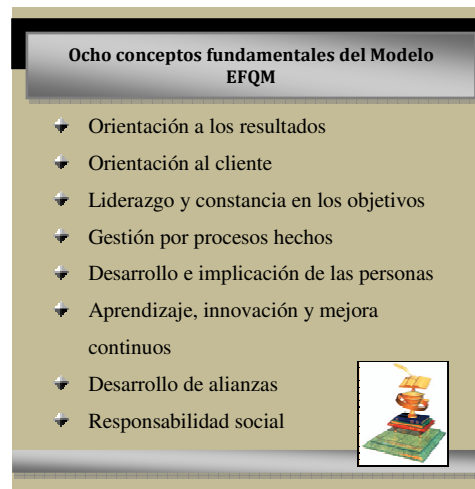 Ocho conceptos fundamentales del Modelo
EFQM
Orientación a los resultados
Orientación al cliente
Liderazgo y constancia en los objetivos
Gestión por procesos hechos
Desarrollo e implicación de las personas
Aprendizaje, innovación y mejora
continuos
Desarrollo de alianzas
Responsabilidad social